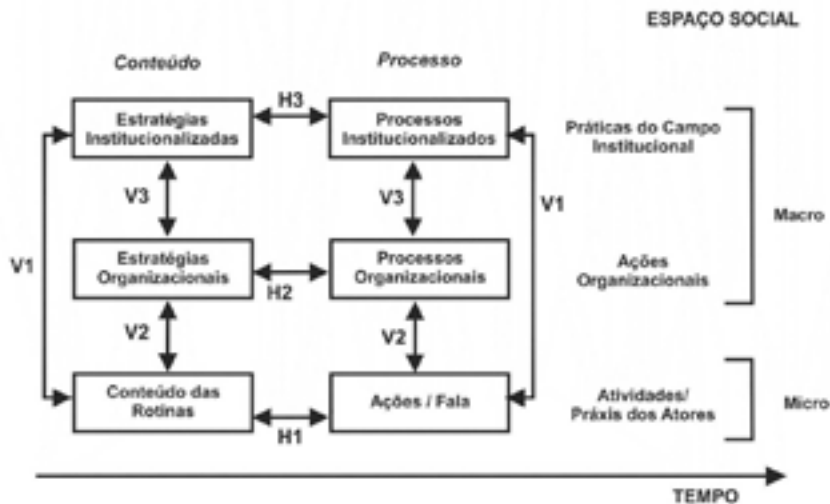 ESPAÇO SOCIAL
Conteúdo
Processo
Estratégias
Institucionalizadas
H3
Processos
Institucionalizados
Práticas do Campo
Institucional
V3
V3
V1
V1
Macro
Estratégias
Organizacionais
H2
Processos
Organizacionais
Ações
Organizacionais
V2
V2
Conteúdo das
Rotinas
H1
Ações / Fala
Atividades/
Práxis dos Atores
Micro
TEMPO